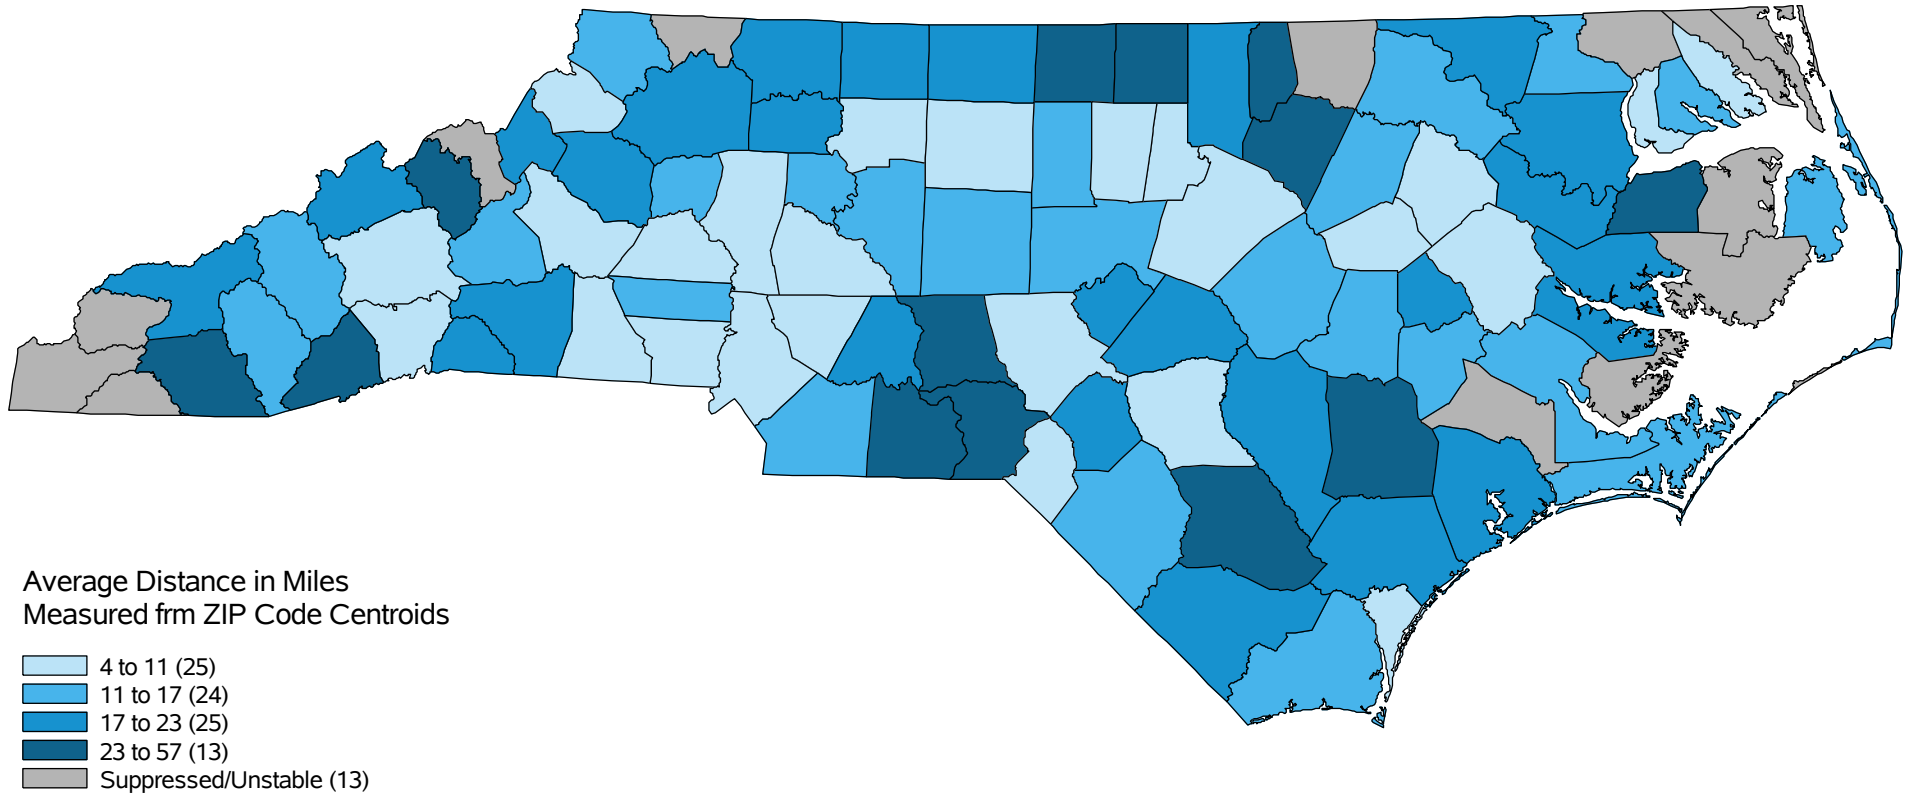 Average Distance in Miles
Measured frm ZIP Code Centroids
4 to 11 (25)
11 to 17 (24)
17 to 23 (25)
23 to 57 (13)
Suppressed/Unstable (13)